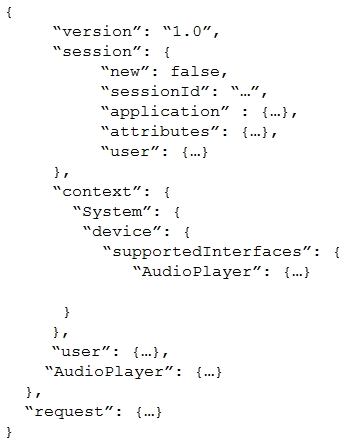 {
“version”: “1.0”,
“session”: {
“new”: false,
“sessionId”: “…”,
“application” : {…},
“attributes”: {…},
“user”: {…}
},
“context”: {
“System”: {
“device”: {
“supportedInterfaces”: {
“AudioPlayer”: {…}
}
},
“user”: {…},
“AudioPlayer”: {…}
},
“request”: {…}
}